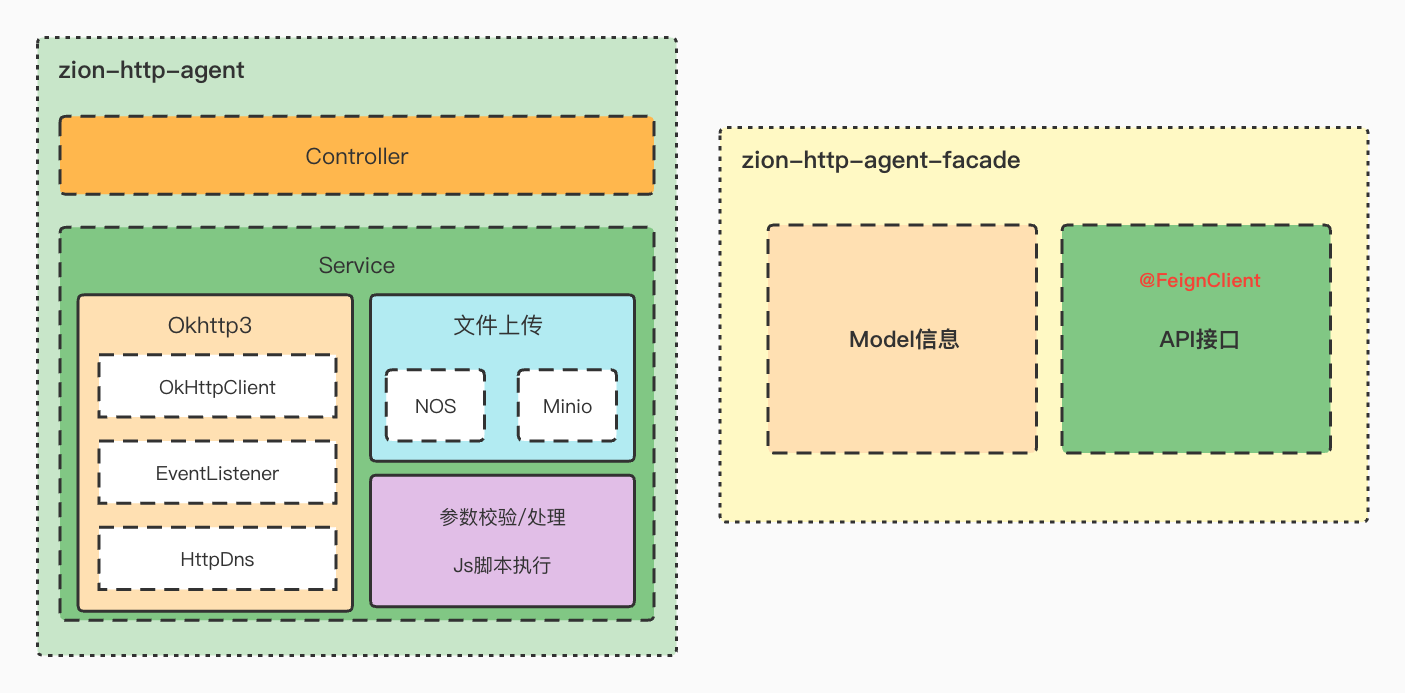 zion-http-agent
Controller
Service
Okhttp3
OkHttpClient
EventListener
HttpDns
文件上传
NOS
Minio
参数校验/处理
Js脚本执行
zion-http-agent-facade
Model信息
@FeignClient
API接口